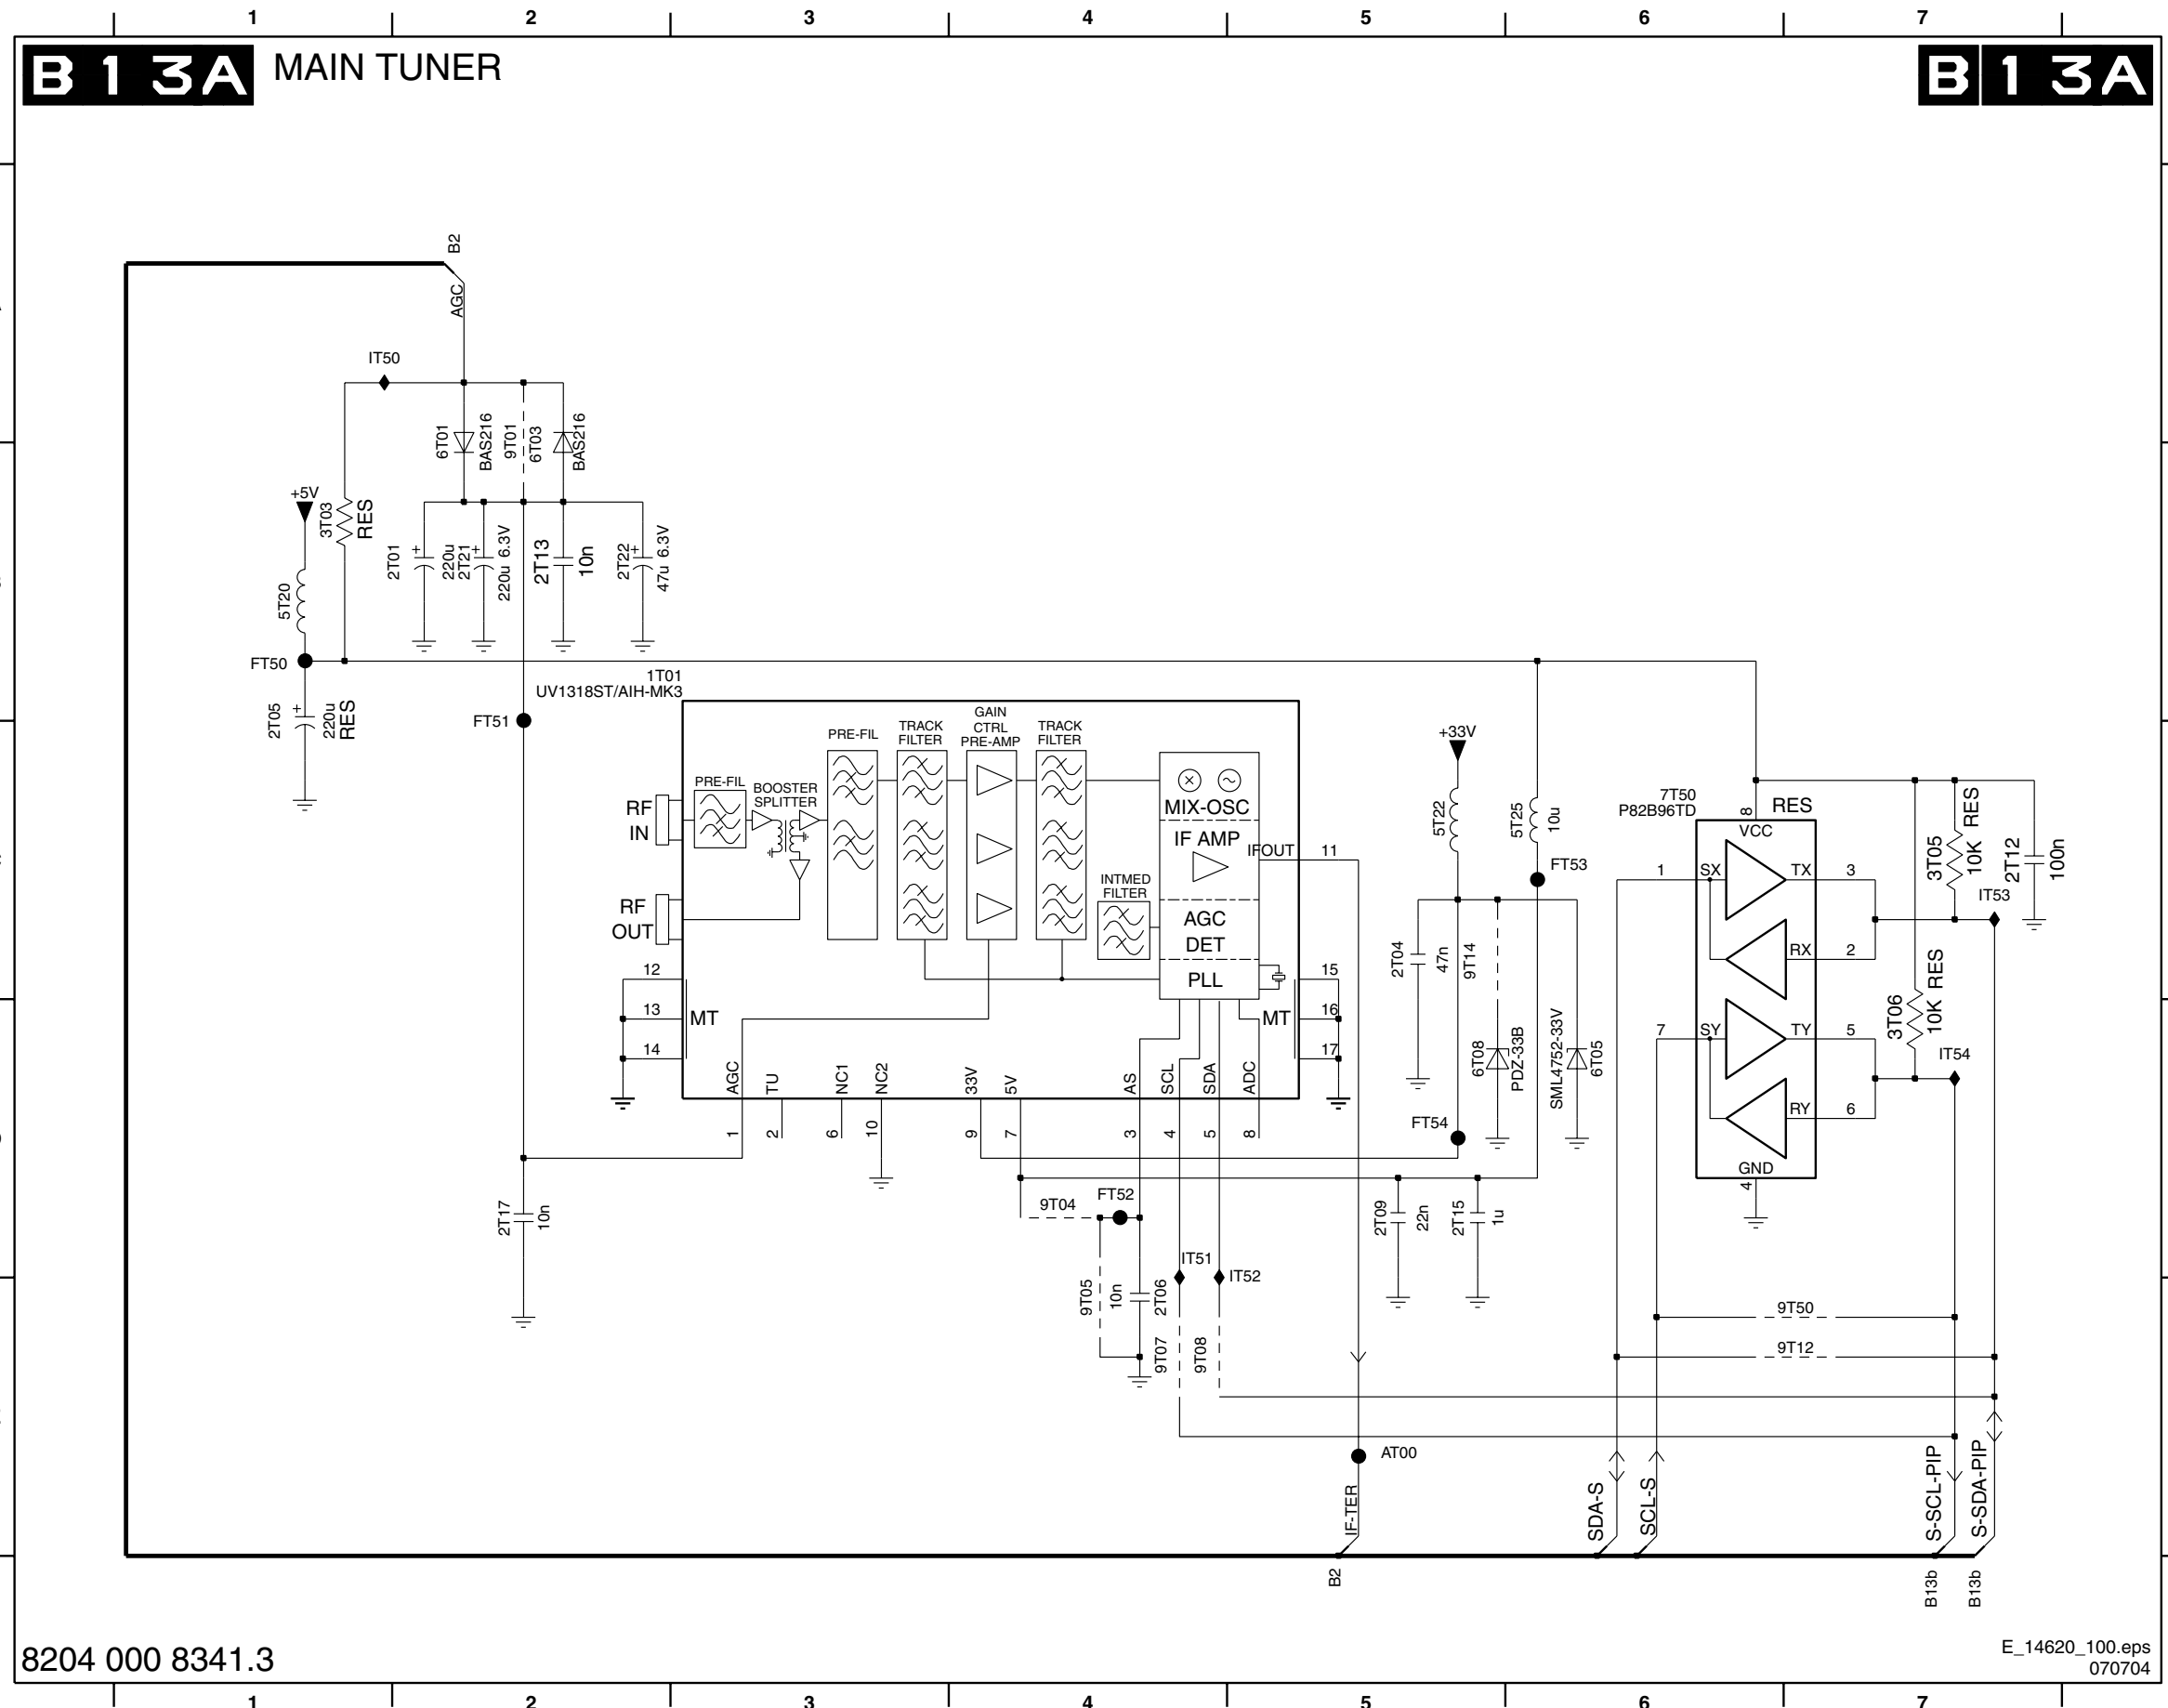 1 2 3 4 5 6 7
B 1 3A MAIN TUNER
B 1 3A
B2
AGC
IT50
6T01
BAS216
9T01
6T03
BAS216
+5V
3T03
RES
2T01
220u
2T21
220u 6.3V
2T13
10n
2T22
47u 6.3V
5T20
FT50
2T05
220u
RES
FT51
1T01
UV1318ST/AIH-MK3
PRE-FIL
BOOSTER
SPLITTER
PRE-FIL
TRACK
FILTER
GAIN
CTRL
PRE-AMP
TRACK
FILTER
RF
IN
RF
OUT
MIX-OSC
IF AMP
IFOUT
11
INTMED
FILTER
AGC
DET
PLL
12
13
14
MT
15
16
17
MT
AGC
TU
NC1
NC2
33V
5V
AS
SCL
SDA
ADC
1
2
6
10
9
7
3
4
5
8
+33V
5T22
5T25
10u
FT53
2T04
47n
9T14
6T08
PDZ-33B
SML4752-33V
6T05
FT54
7T50
P82B96TD
RES
8
VCC
1
SX
TX
3
RX
2
7
SY
TY
5
RY
6
GND
4
3T05
10K
RES
2T12
100n
IT53
3T06
10K
RES
IT54
2T17
10n
9T04
FT52
9T05
10n
2T06
IT51
IT52
9T07
9T08
2T09
22n
2T15
1u
9T50
9T12
AT00
IF-TER
SDA-S
SCL-S
S-SCL-PIP
S-SDA-PIP
B2
B13b
B13b
8204 000 8341.3
E_14620_100.eps
070704
1 2 3 4 5 6 7